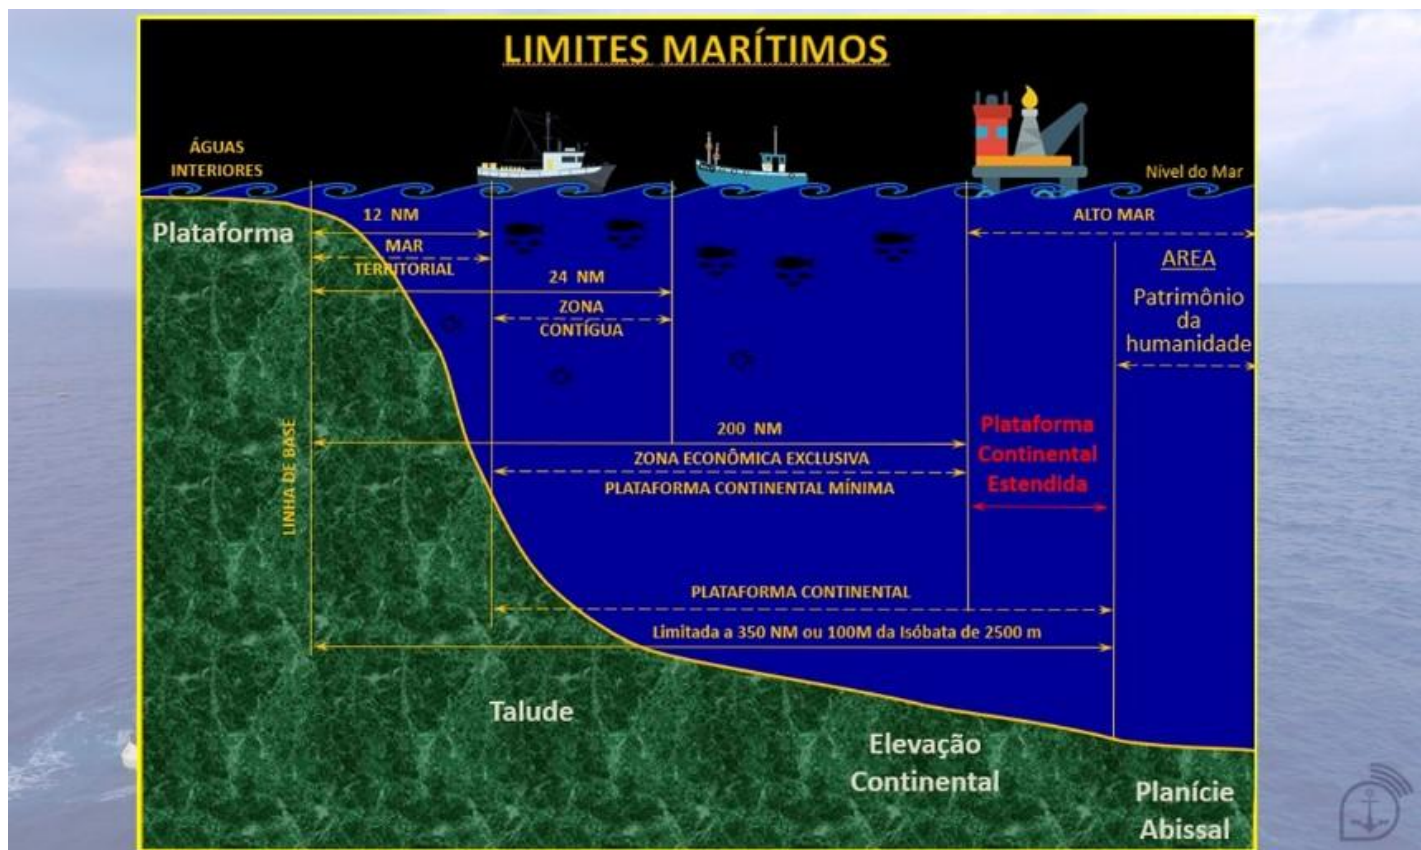 LIMITES MARÍTIMOS
ÁGUAS
INTERIORES
Nível do Mar
Plataforma
12 NM
MAR
TERRITORIAL
24 NM
ZONA
CONTÍGUA
ALTO MAR
AREA
Patrimônio
da
humanidade
LINHA DE BASE
200 NM
ZONA ECONÔMICA EXCLUSIVA
PLATAFORMA CONTINENTAL MÍNIMA
Plataforma
Continental
Estendida
PLATAFORMA CONTINENTAL
Limitada a 350 NM ou 100M da Isóbata de 2500 m
Talude
Elevação
Continental
Planície
Abissal